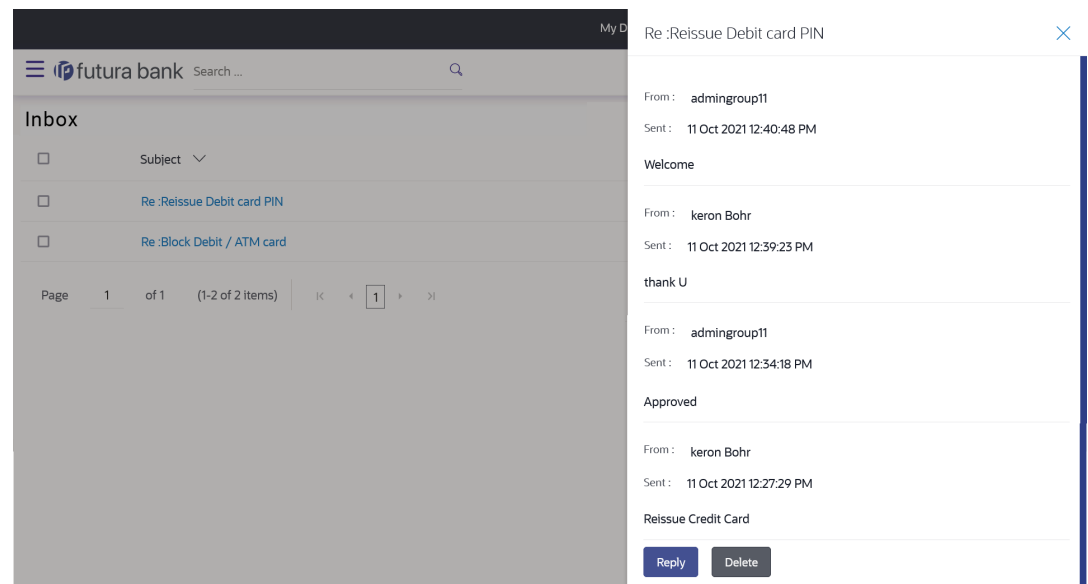 My D
futura bank Search ...
Inbox
Subject
Re :Reissue Debit card PIN
Re :Block Debit / ATM card
Page 1 of 1 (1-2 of 2 items) 1
Re :Reissue Debit card PIN
From : admingroup11
Sent : 11 Oct 2021 12:40:48 PM
Welcome
From : keron Bohr
Sent : 11 Oct 2021 12:39:23 PM
thank U
From : admingroup11
Sent : 11 Oct 2021 12:34:18 PM
Approved
From : keron Bohr
Sent : 11 Oct 2021 12:27:29 PM
Reissue Credit Card
Reply Delete